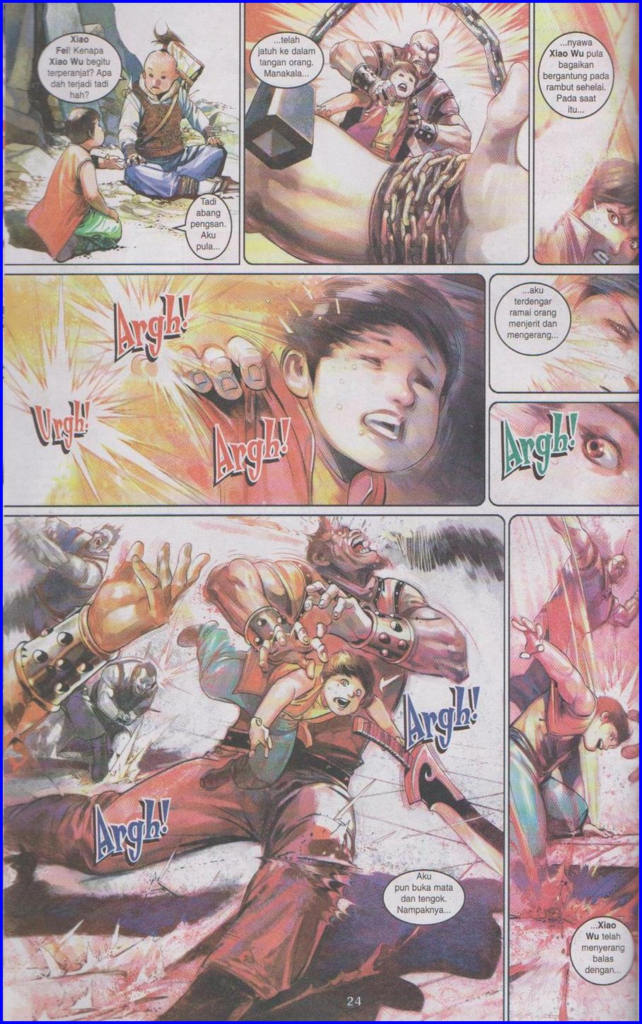 Xiao
Fei! Kenapa
Xiao Wu begitu
terperanjat? Apa
dah terjadi tadi
hah?
Tadi
abang
pengsan.
Aku
pula...
...telah
jatuh ke dalam
tangan orang.
Manakala...
...nyawa
Xiao Wu pula
bagaikan
bergantung pada
rambut sehelai.
Pada saat
itu...
Argh!
Urgh!
Argh!
...aku
terdengar
ramai orang
menjerit dan
mengerang...
Argh!
Argh!
Argh!
Aku
pun buka mata
dan tengok.
Nampaknya...
...Xiao
Wu telah
menyerang
balas
dengan...
24